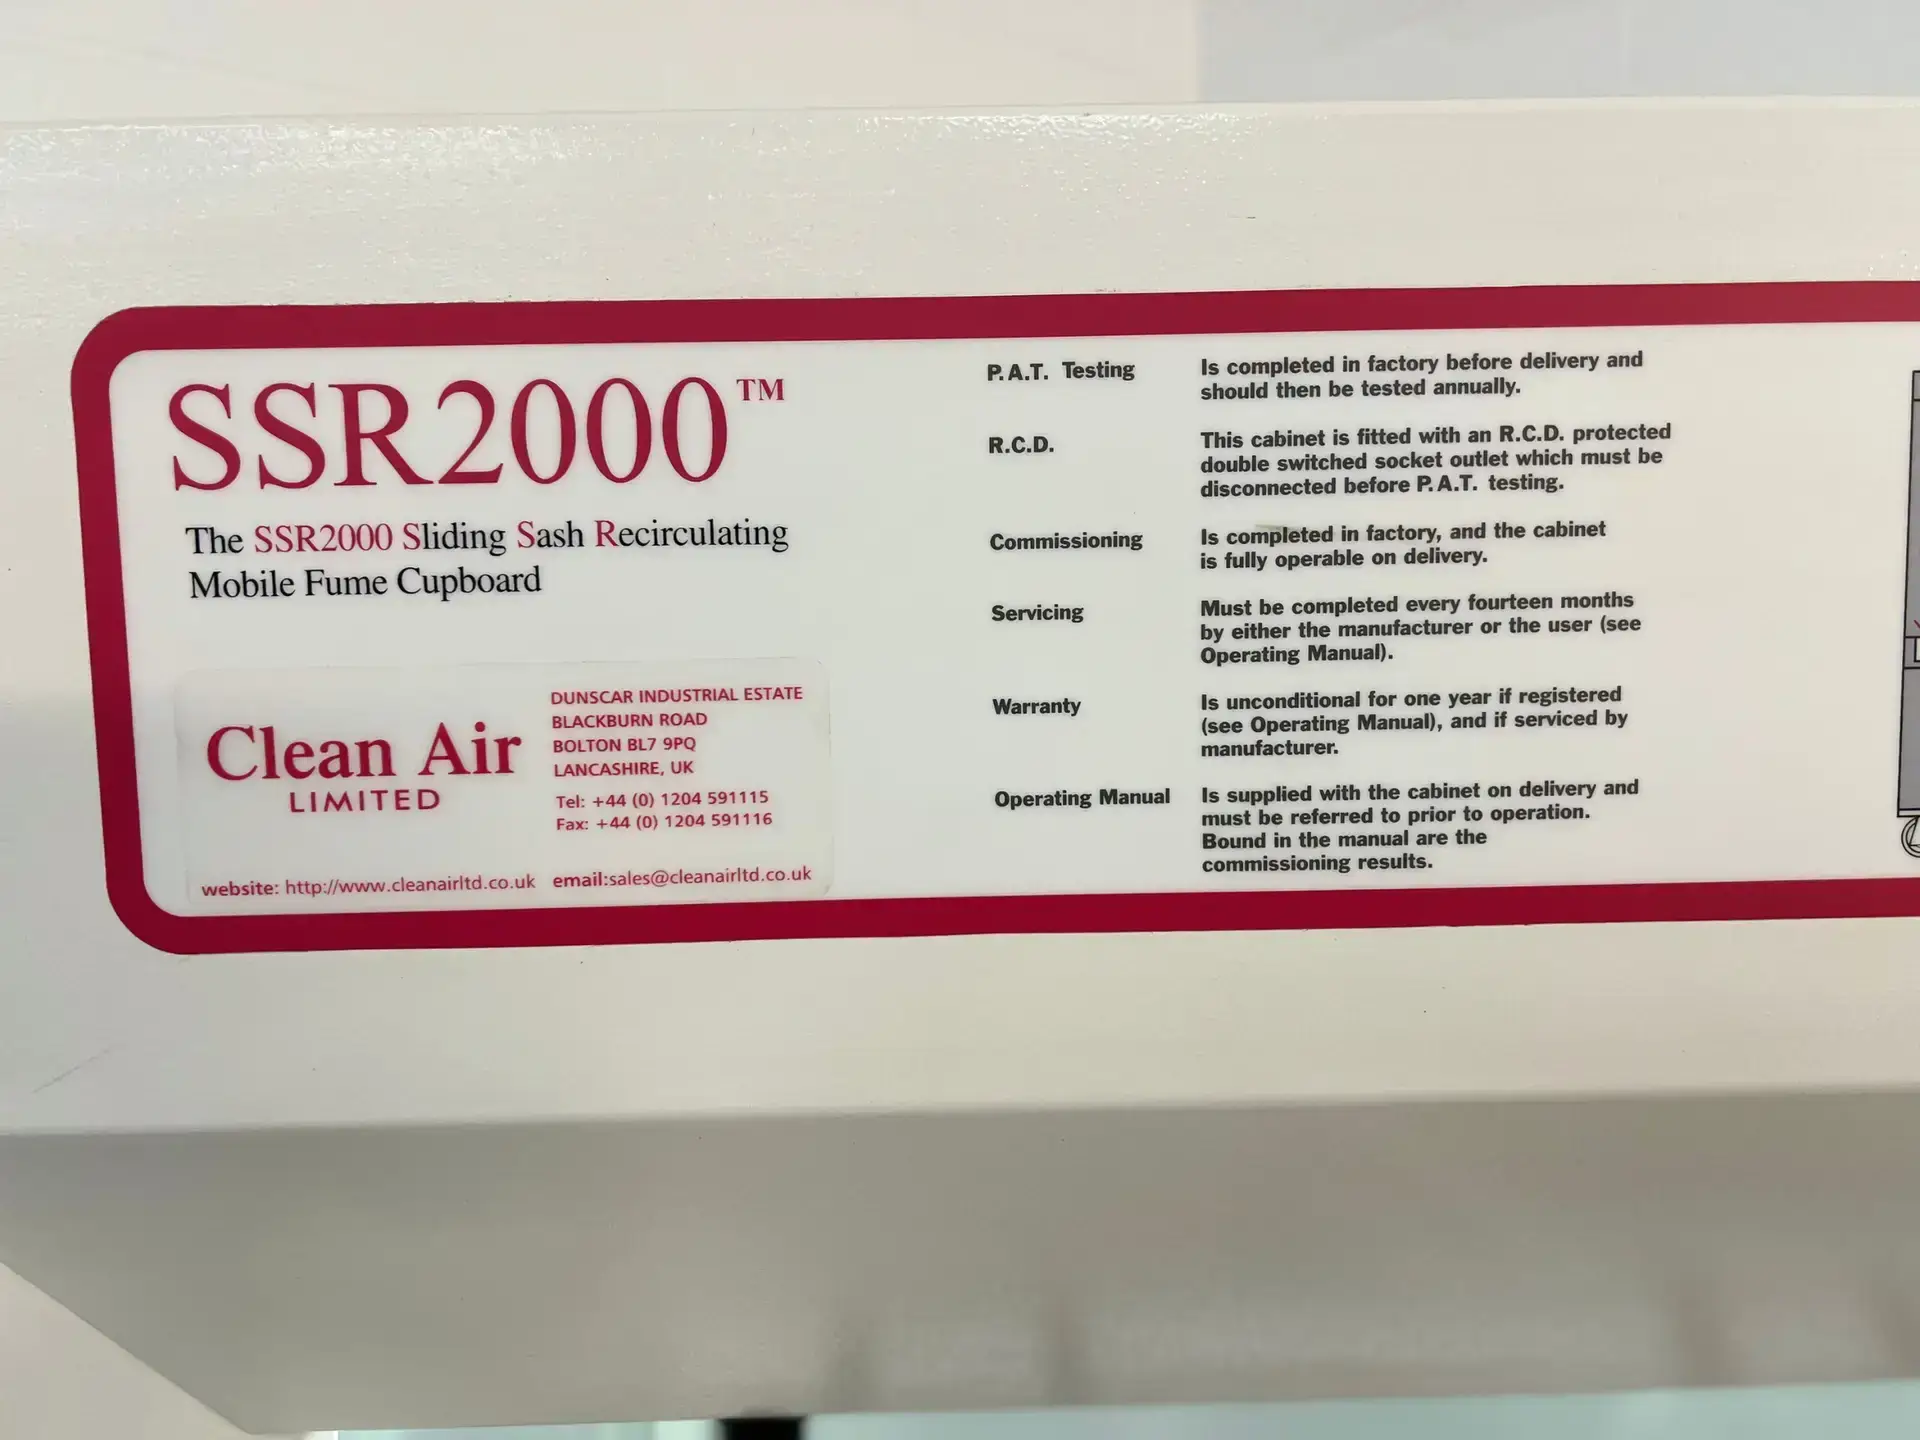 SSR2000™
The SSR2000 Sliding Sash Recirculating
Mobile Fume Cupboard
Clean Air
LIMITED
DUNSCAR INDUSTRIAL ESTATE
BLACKBURN ROAD
BOLTON BL7 9PQ
LANCASHIRE, UK
Tel: +44 (0) 1204 591115
Fax: +44 (0) 1204 591116
website: http://www.cleanairltd.co.uk email:sales@cleanairltd.co.uk
P.A.T. Testing
Is completed in factory before delivery and
should then be tested annually.
R.C.D.
This cabinet is fitted with an R.C.D. protected
double switched socket outlet which must be
disconnected before P.A.T. testing.
Commissioning
Is completed in factory, and the cabinet
is fully operable on delivery.
Servicing
Must be completed every fourteen months
by either the manufacturer or the user (see
Operating Manual).
Warranty
Is unconditional for one year if registered
(see Operating Manual), and if serviced by
manufacturer.
Operating Manual
Is supplied with the cabinet on delivery and
must be referred to prior to operation.
Bound in the manual are the
commissioning results.